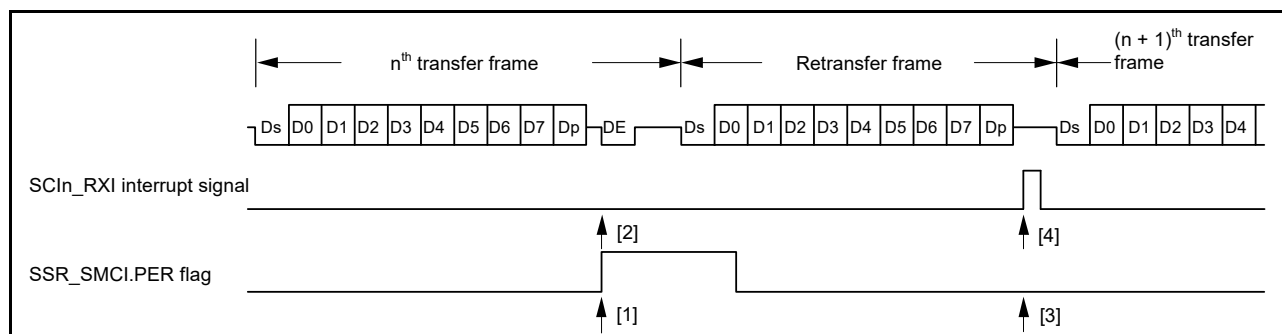 nth transfer frame
Retransfer frame
(n + 1)th transfer
frame
Ds D0 D1 D2 D3 D4 D5 D6 D7 Dp DE Ds D0 D1 D2 D3 D4 D5 D6 D7 Dp Ds D0 D1 D2 D3 D4
SCIn_RXI interrupt signal
[2] [4]
SSR_SMCI.PER flag
[1] [3]